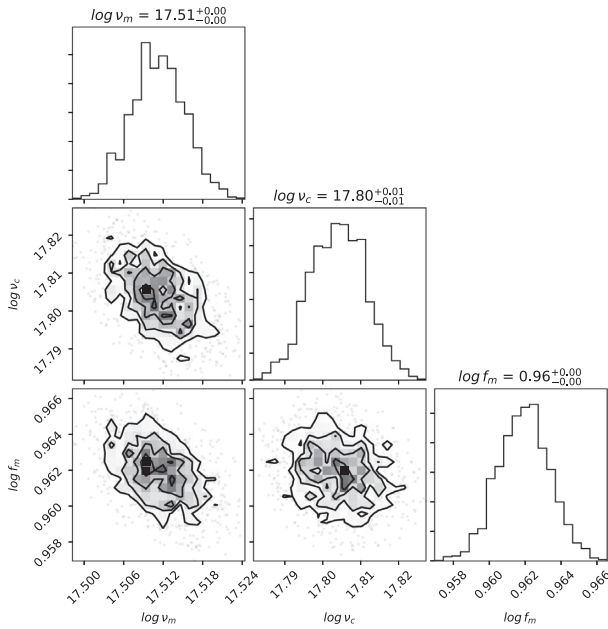 log ν_m = 17.51^{+0.00}_{-0.00}
log ν_c = 17.80^{+0.01}_{-0.01}
log ν_c
17.82
17.81
17.80
17.79
log f_m = 0.96^{+0.00}_{-0.00}
log f_m
0.966
0.964
0.962
0.960
0.958
17.500 17.506 17.512 17.518 17.524 17.79 17.80 17.81 17.82 0.958 0.960 0.962 0.964 0.966
log ν_m log ν_c log f_m